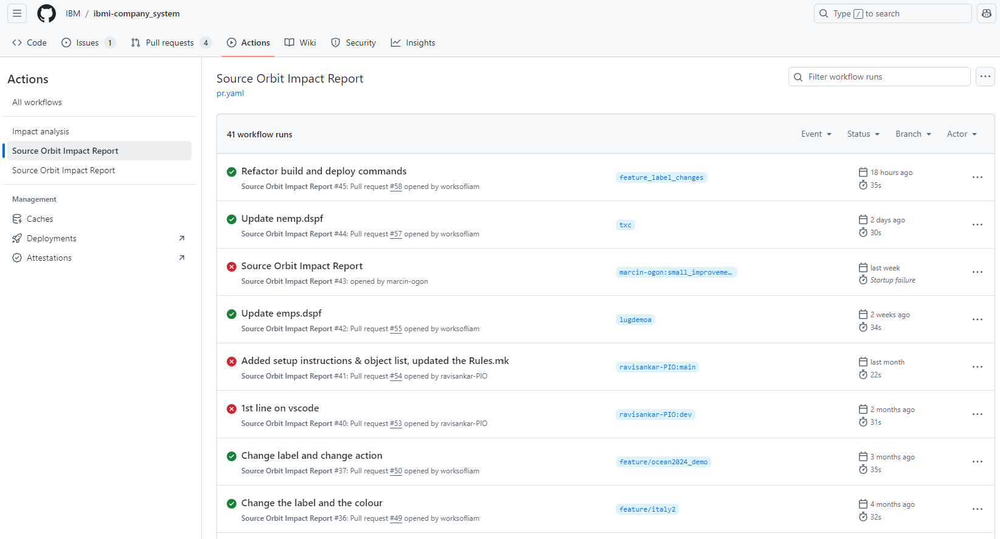 IBM / ibmi-company_system
Type / to search
Code Issues 1 Pull requests 4 Actions Wiki Security Insights
Actions
All workflows
Impact analysis
Source Orbit Impact Report
Source Orbit Impact Report
Management
Caches
Deployments
Attestations
Source Orbit Impact Report
pr.yaml
Filter workflow runs
41 workflow runs
Event Status Branch Actor
Refactor build and deploy commands
Source Orbit Impact Report #45: Pull request #58 opened by worksofliam
feature_label_changes
18 hours ago
35s
Update nemp.dspf
Source Orbit Impact Report #44: Pull request #57 opened by worksofliam
txc
2 days ago
30s
Source Orbit Impact Report
Source Orbit Impact Report #43: opened by marcin-ogon
marcin-ogon:small_improveme…
last week
Startup failure
Update emps.dspf
Source Orbit Impact Report #42: Pull request #55 opened by worksofliam
lugdemoa
2 weeks ago
34s
Added setup instructions & object list, updated the Rules.mk
Source Orbit Impact Report #41: Pull request #54 opened by ravisankar-PIO
ravisankar-PIO:main
last month
22s
1st line on vscode
Source Orbit Impact Report #40: Pull request #53 opened by ravisankar-PIO
ravisankar-PIO:dev
2 months ago
31s
Change label and change action
Source Orbit Impact Report #37: Pull request #50 opened by worksofliam
feature/ocean2024_demo
3 months ago
35s
Change the label and the colour
Source Orbit Impact Report #36: Pull request #49 opened by worksofliam
feature/italy2
4 months ago
32s